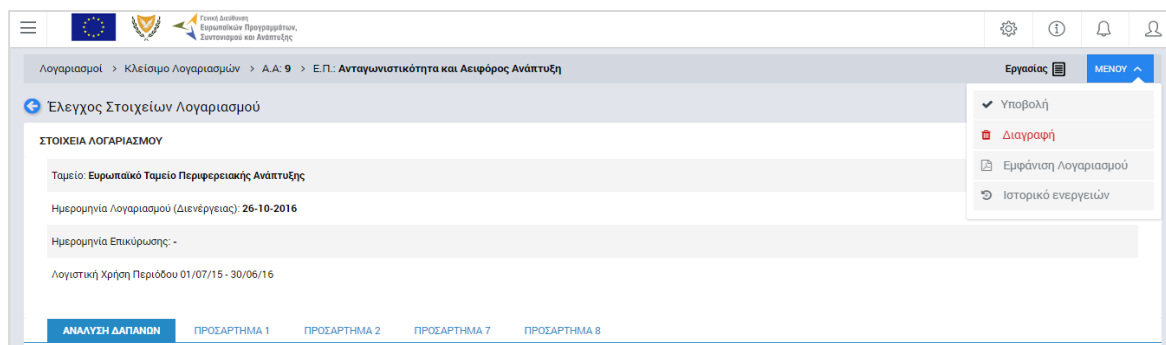 Γενική Διεύθυνση
Ευρωπαϊκών Προγραμμάτων,
Συντονισμού και Ανάπτυξης
Λογαριασμοί > Κλείσιμο Λογαριασμών > Α.Α: 9 > Ε.Π.: Ανταγωνιστικότητα και Αειφόρος Ανάπτυξη
Εργασίας
ΜΕΝΟΥ
Έλεγχος Στοιχείων Λογαριασμού
Υποβολή
Διαγραφή
Εμφάνιση Λογαριασμού
Ιστορικό ενεργειών
ΣΤΟΙΧΕΙΑ ΛΟΓΑΡΙΑΣΜΟΥ
Ταμείο: Ευρωπαϊκό Ταμείο Περιφερειακής Ανάπτυξης
Ημερομηνία Λογαριασμού (Διενέργειας): 26-10-2016
Ημερομηνία Επικύρωσης: -
Λογιστική Χρήση Περιόδου 01/07/15 - 30/06/16
ΑΝΑΛΥΣΗ ΔΑΠΑΝΩΝ ΠΡΟΣΑΡΤΗΜΑ 1 ΠΡΟΣΑΡΤΗΜΑ 2 ΠΡΟΣΑΡΤΗΜΑ 7 ΠΡΟΣΑΡΤΗΜΑ 8